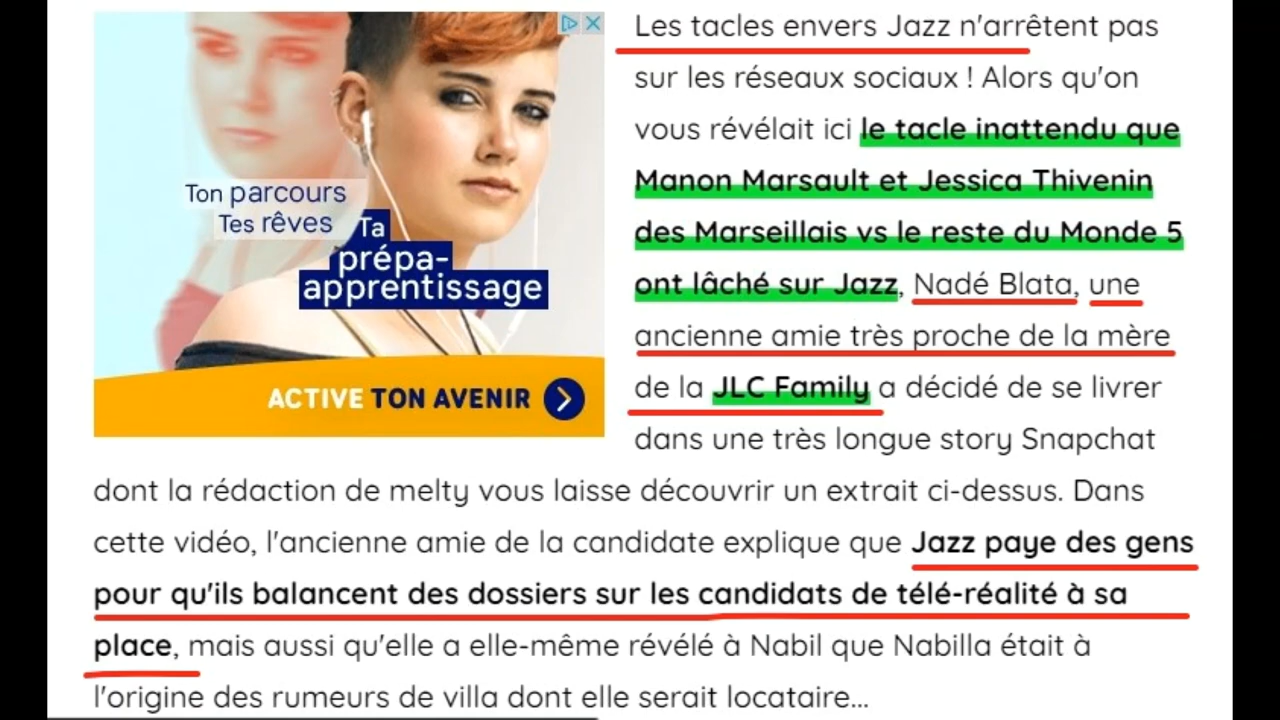 Ton parcours
Tes rêves
Ta
prépa-
apprentissage
ACTIVE TON AVENIR
Les tacles envers Jazz n'arrêtent pas
sur les réseaux sociaux ! Alors qu'on
vous révélait ici le tacle inattendu que
Manon Marsault et Jessica Thivenin
des Marseillais vs le reste du Monde 5
ont lâché sur Jazz, Nadé Blata, une
ancienne amie très proche de la mère
de la JLC Family a décidé de se livrer
dans une très longue story Snapchat
dont la rédaction de melty vous laisse découvrir un extrait ci-dessus. Dans
cette vidéo, l'ancienne amie de la candidate explique que Jazz paye des gens
pour qu'ils balancent des dossiers sur les candidats de télé-réalité à sa
place, mais aussi qu'elle a elle-même révélé à Nabil que Nabilla était à
l'origine des rumeurs de villa dont elle serait locataire...